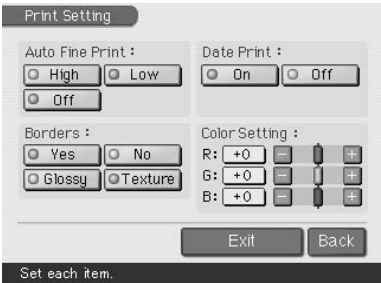 Print Setting
Auto Fine Print :
High Low
Off
Date Print :
On Off
Borders :
Yes No
Glossy Texture
Color Setting :
R: +0 - +
G: +0 - +
B: +0 - +
Exit Back
Set each item.